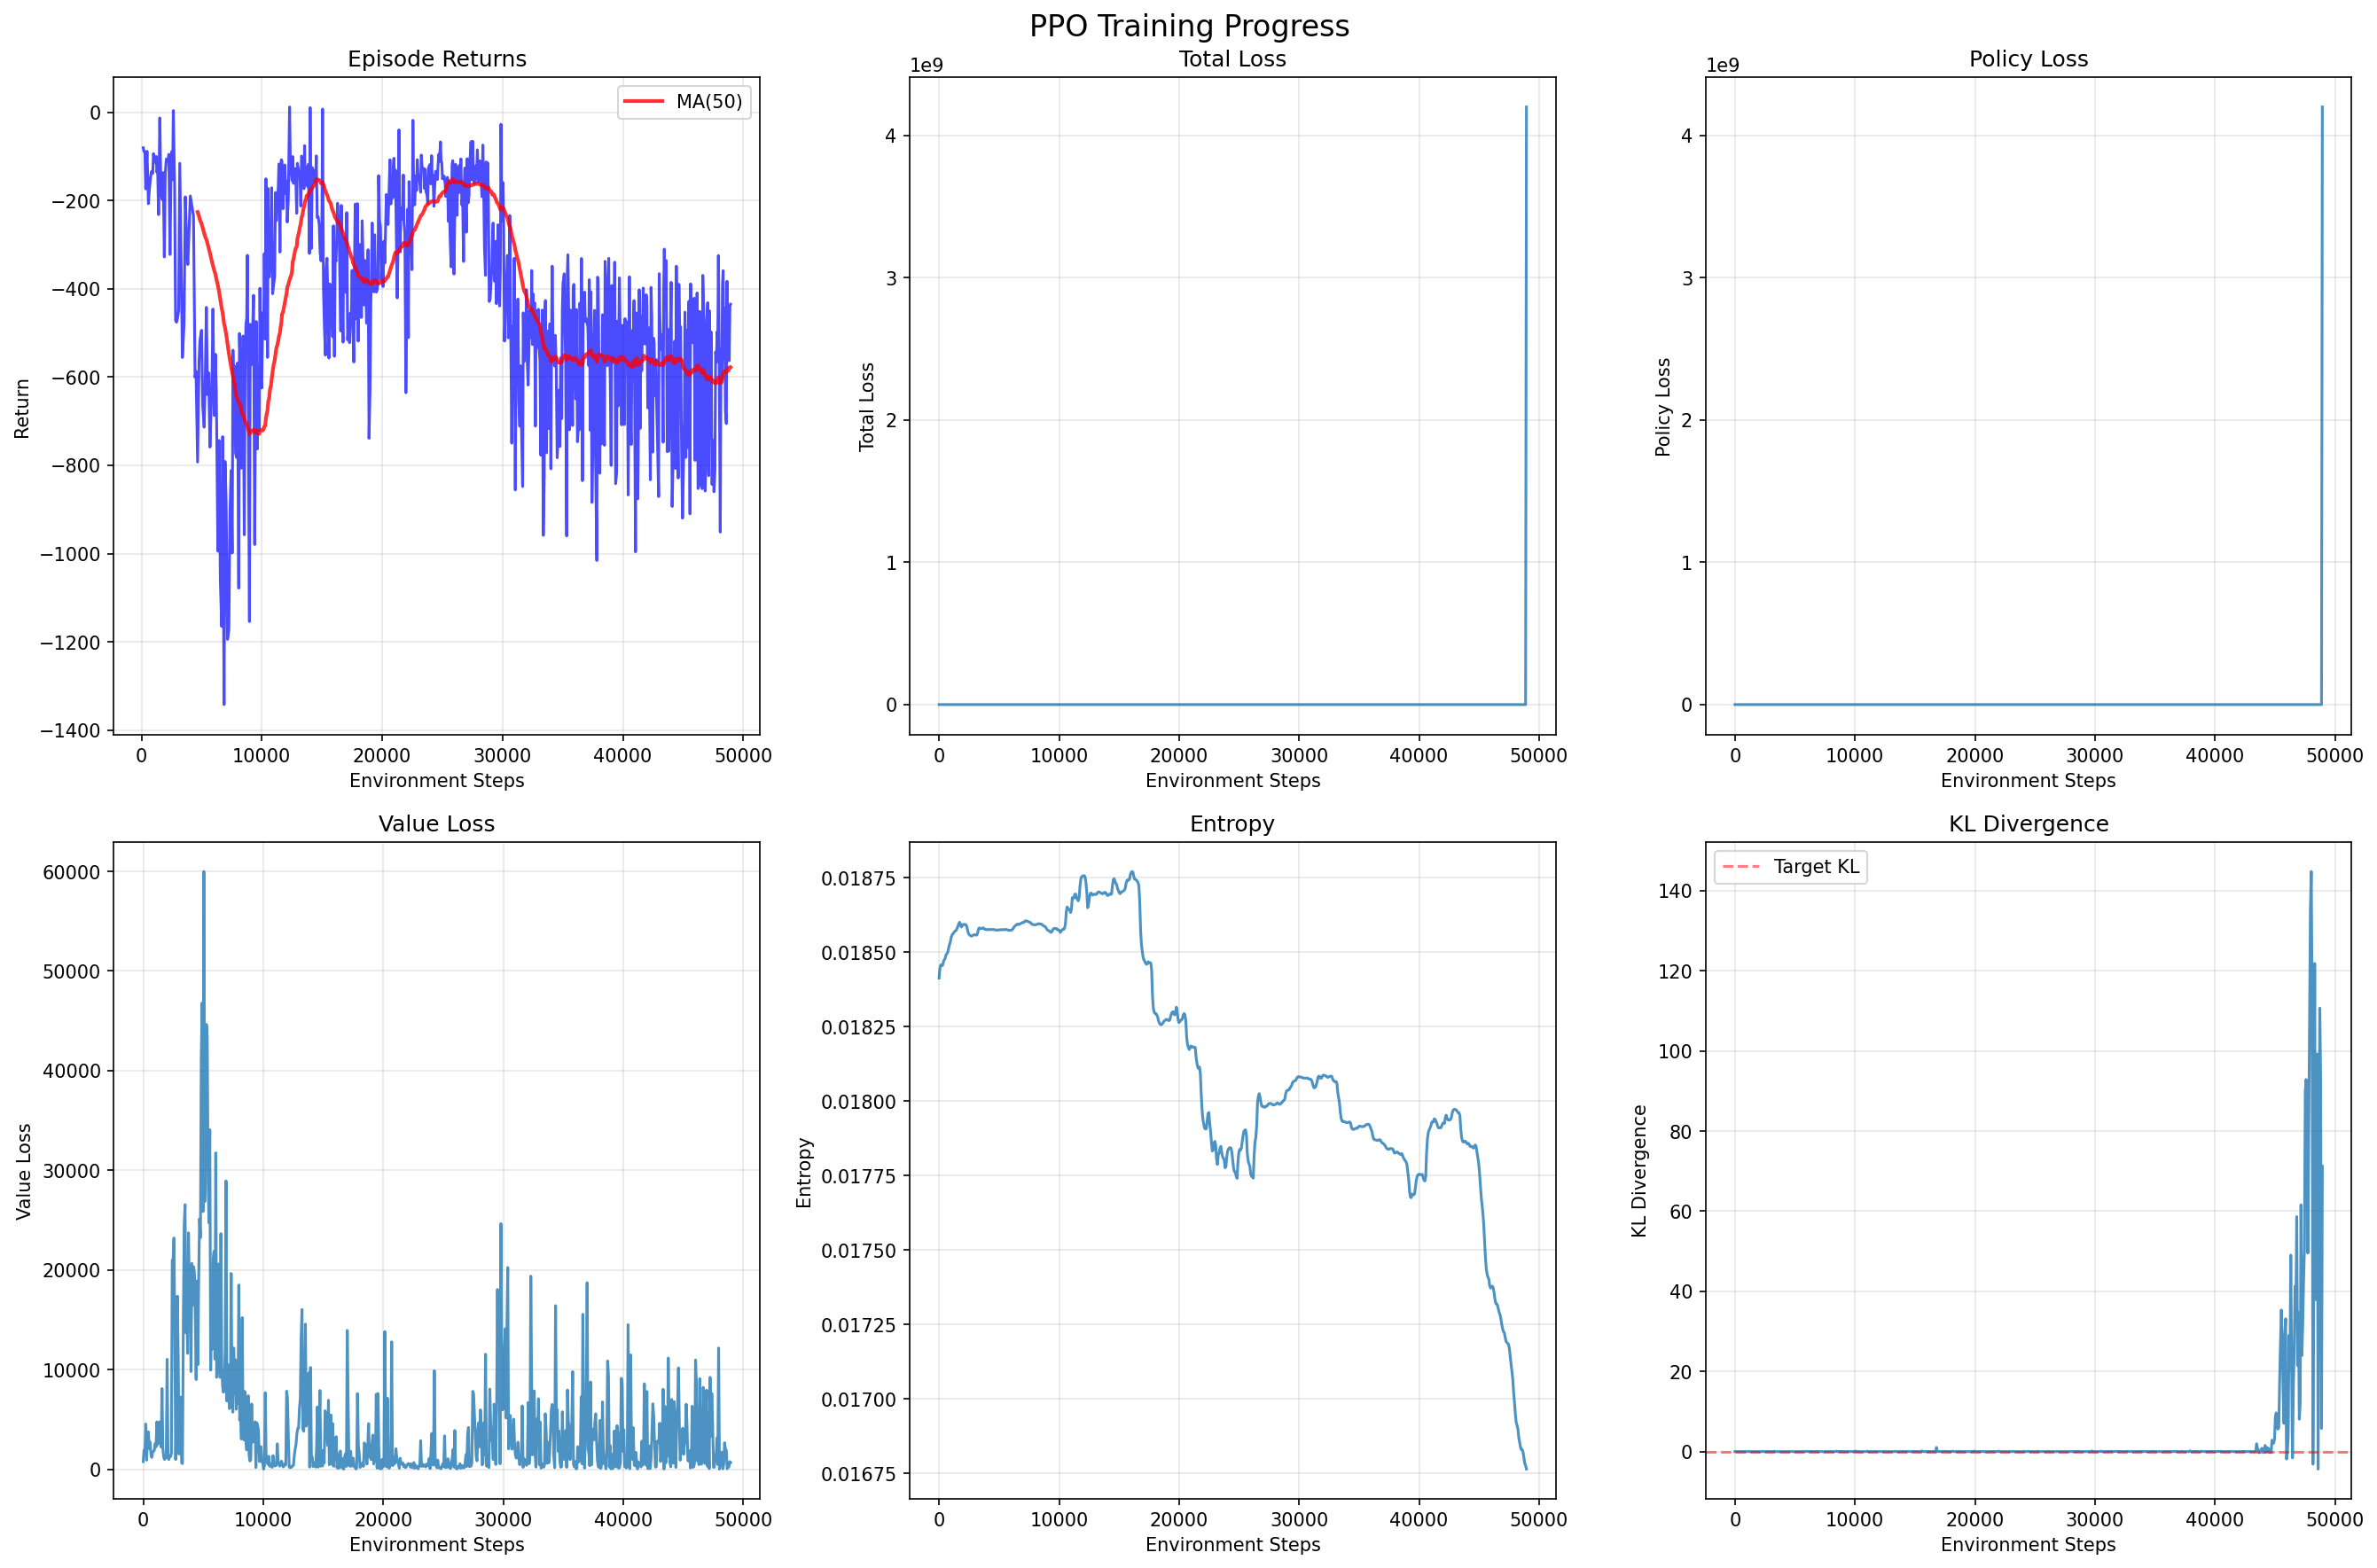 PPO Training Progress
Episode Returns
MA(50)
Return
0
−200
−400
−600
−800
−1000
−1200
−1400
0 10000 20000 30000 40000 50000
Environment Steps
Total Loss
1e9
Total Loss
4
3
2
1
0
0 10000 20000 30000 40000 50000
Environment Steps
Policy Loss
1e9
Policy Loss
4
3
2
1
0
0 10000 20000 30000 40000 50000
Environment Steps
Value Loss
Value Loss
60000
50000
40000
30000
20000
10000
0
0 10000 20000 30000 40000 50000
Environment Steps
Entropy
Entropy
0.01875
0.01850
0.01825
0.01800
0.01775
0.01750
0.01725
0.01700
0.01675
0 10000 20000 30000 40000 50000
Environment Steps
KL Divergence
Target KL
KL Divergence
140
120
100
80
60
40
20
0
0 10000 20000 30000 40000 50000
Environment Steps